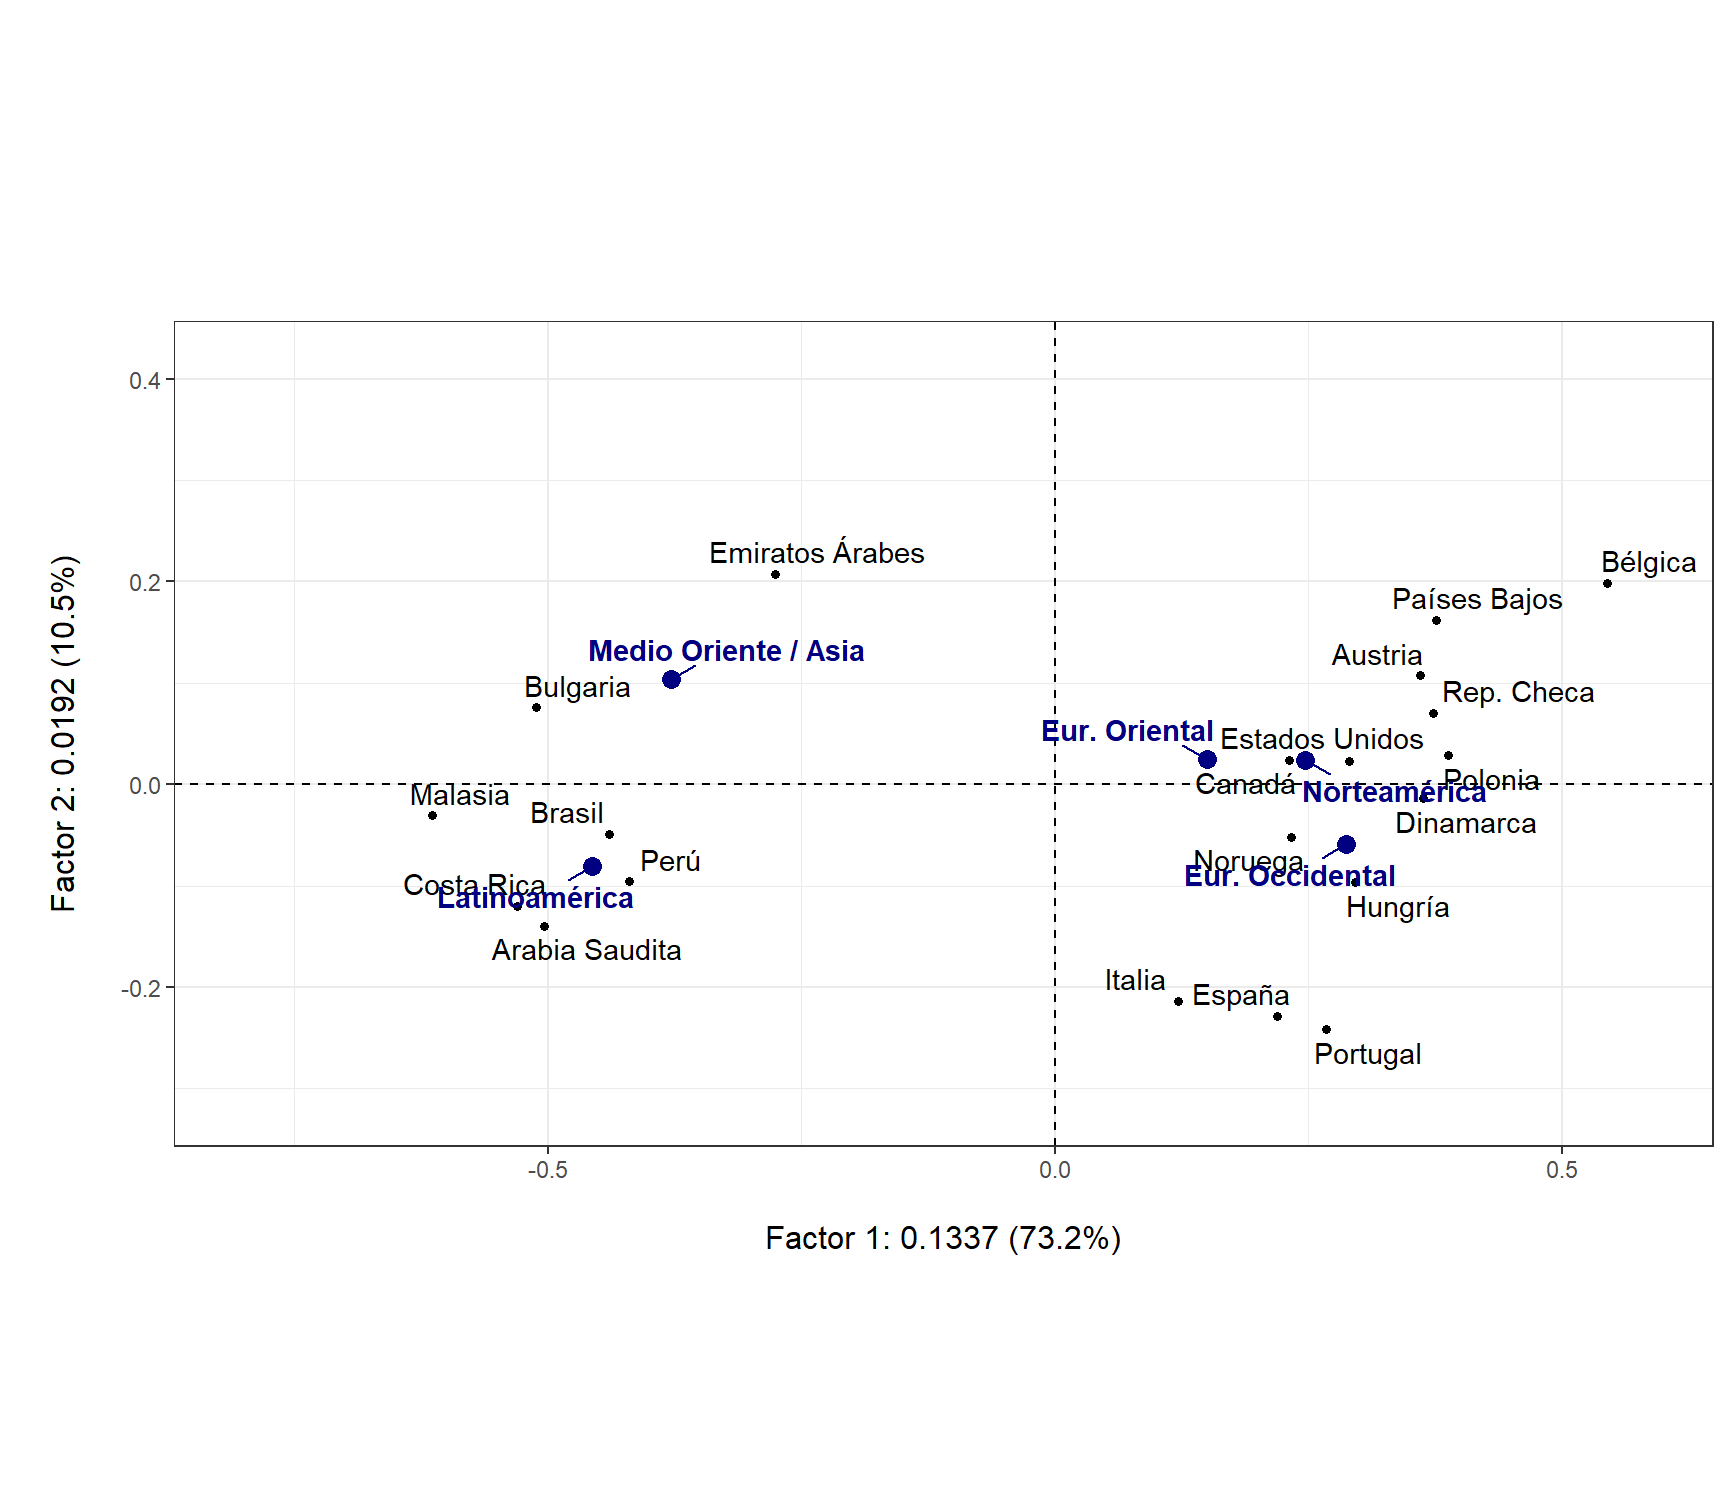 0.4
Emiratos Árabes
Bélgica
0.2
Países Bajos
Medio Oriente / Asia
Austria
Bulgaria
Rep. Checa
Eur. Oriental
Estados Unidos
0.0
Canadá
Polonia
Norteamérica
Malasia
Brasil
Dinamarca
Perú
Noruega
Costa Rica
Eur. Occidental
Latinoamérica
Hungría
Arabia Saudita
Italia
-0.2
España
Portugal
-0.5
0.0
0.5
Factor 1: 0.1337 (73.2%)
Factor 2: 0.0192 (10.5%)